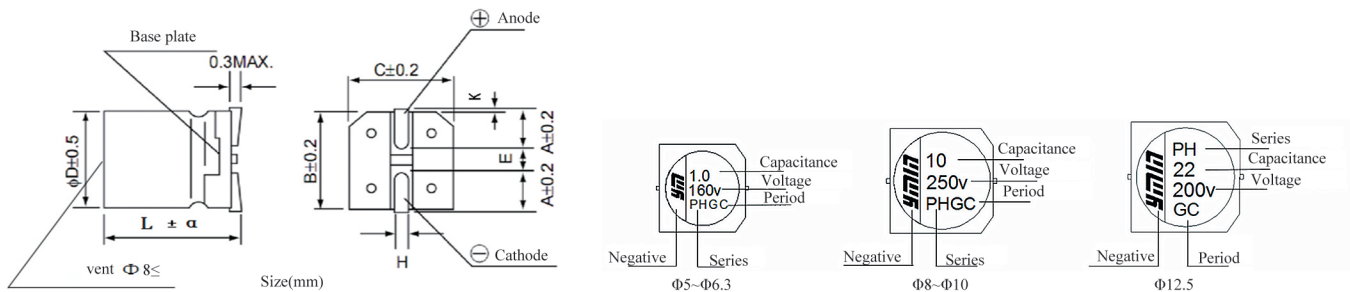 Base plate
0.3MAX.
ϕD±0.5
L ± α
vent Φ 8≤
Size(mm)
⊕ Anode
C±0.2
K
B±0.2
E
A±0.2
A±0.2
H
⊖ Cathode
1.0
160v
PHGC
Capacitance
Voltage
Period
Negative
Series
Φ5~Φ6.3
YMIN
10
250v
PHGC
Capacitance
Voltage
Period
Negative
Series
Φ8~Φ10
YMIN
PH
22
200v
GC
Series
Capacitance
Voltage
Negative
Period
Φ12.5